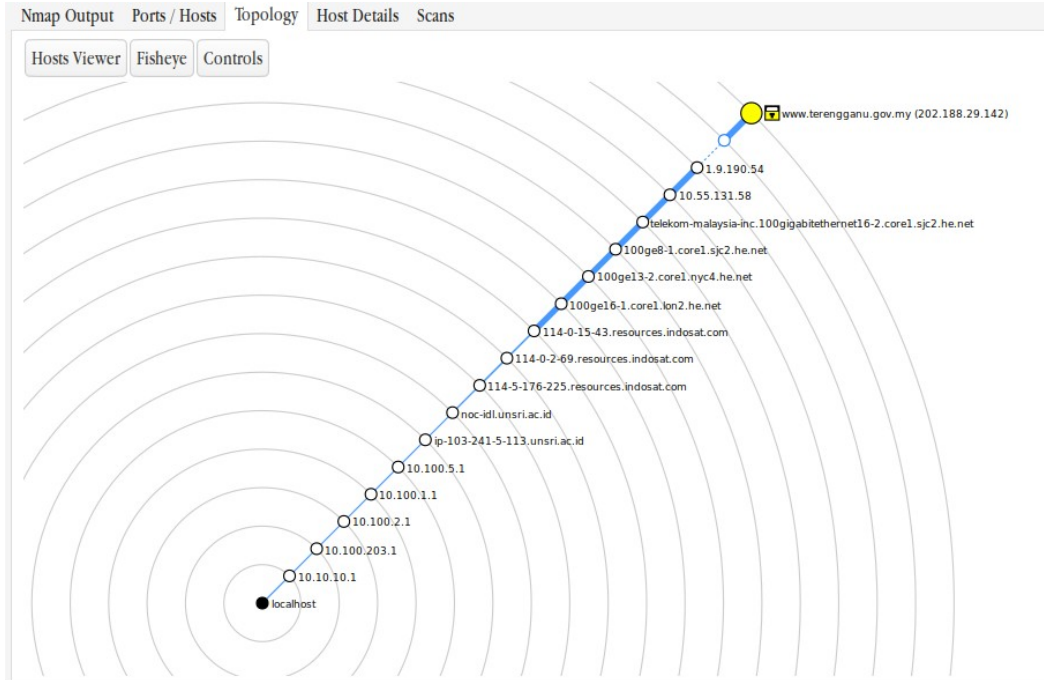 Nmap Output Ports / Hosts Topology Host Details Scans
Hosts Viewer Fisheye Controls
www.terengganu.gov.my (202.188.29.142)
1.9.190.54
10.55.131.58
telekom-malaysia-inc.100gigabitethernet16-2.core1.sjc2.he.net
100ge8-1.core1.sjc2.he.net
100ge13-2.core1.nyc4.he.net
100ge16-1.core1.lon2.he.net
114-0-15-43.resources.indosat.com
114-0-2-69.resources.indosat.com
114-5-176-225.resources.indosat.com
noc-idl.unsri.ac.id
ip-103-241-5-113.unsri.ac.id
10.100.5.1
10.100.1.1
10.100.2.1
10.100.203.1
10.10.10.1
localhost